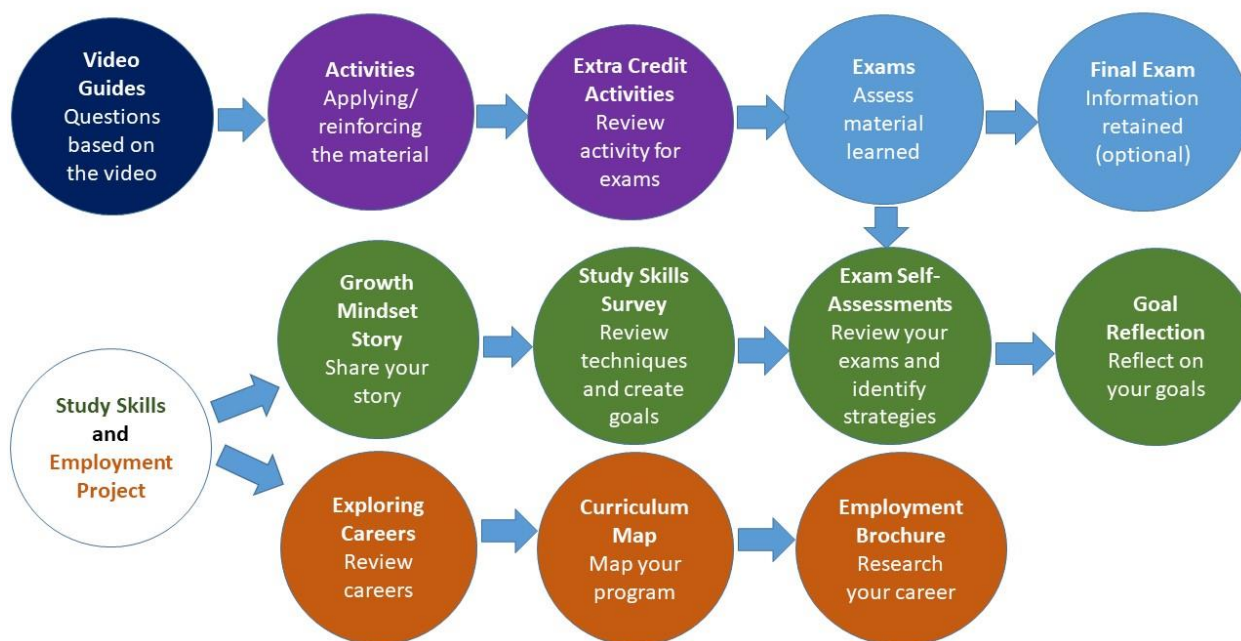 Video
Guides
Questions
based on
the video
Activities
Applying/
reinforcing
the material
Extra Credit
Activities
Review
activity for
exams
Exams
Assess
material
learned
Final Exam
Information
retained
(optional)
Study Skills
and
Employment
Project
Growth
Mindset
Story
Share your
story
Study Skills
Survey
Review
techniques
and create
goals
Exam Self-
Assessments
Review your
exams and
identify
strategies
Goal
Reflection
Reflect on
your goals
Exploring
Careers
Review
careers
Curriculum
Map
Map your
program
Employment
Brochure
Research
your career